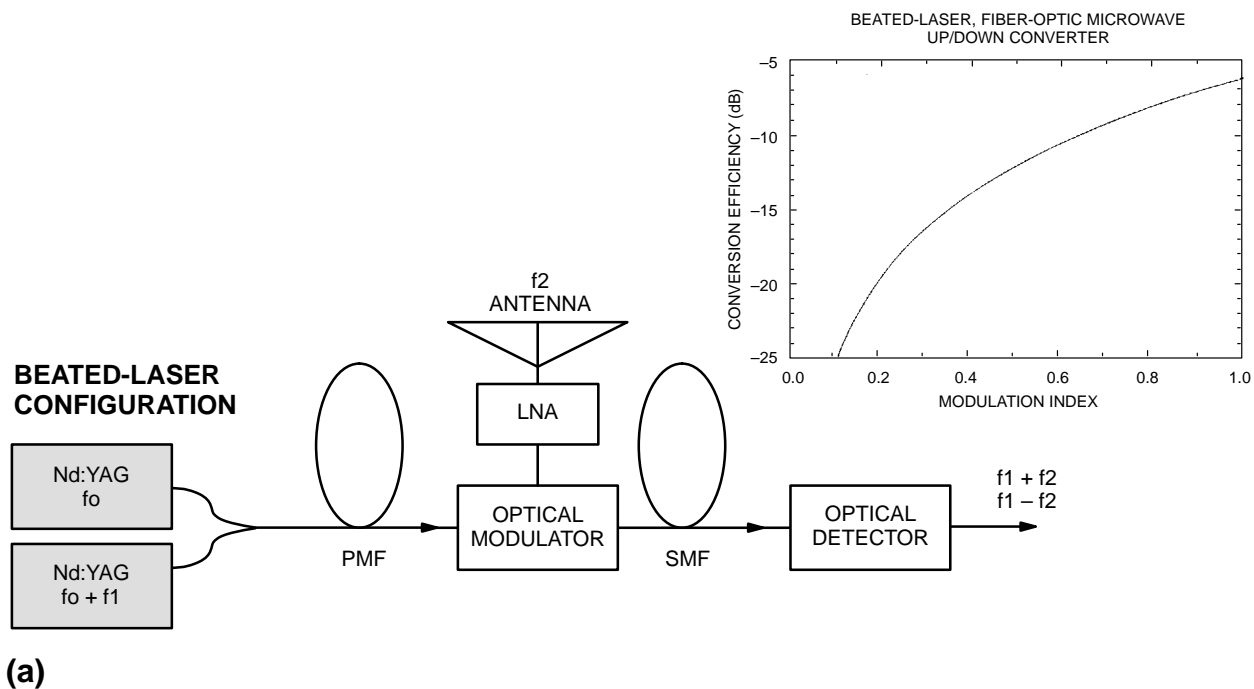 BEATED-LASER, FIBER-OPTIC MICROWAVE
UP/DOWN CONVERTER
CONVERSION EFFICIENCY (dB)
–5
–10
–15
–20
–25
0.0
0.2
0.4
0.6
0.8
1.0
MODULATION INDEX
f2
ANTENNA
LNA
BEATED-LASER
CONFIGURATION
Nd:YAG
fo
Nd:YAG
fo + f1
PMF
OPTICAL
MODULATOR
SMF
OPTICAL
DETECTOR
f1 + f2
f1 – f2
(a)